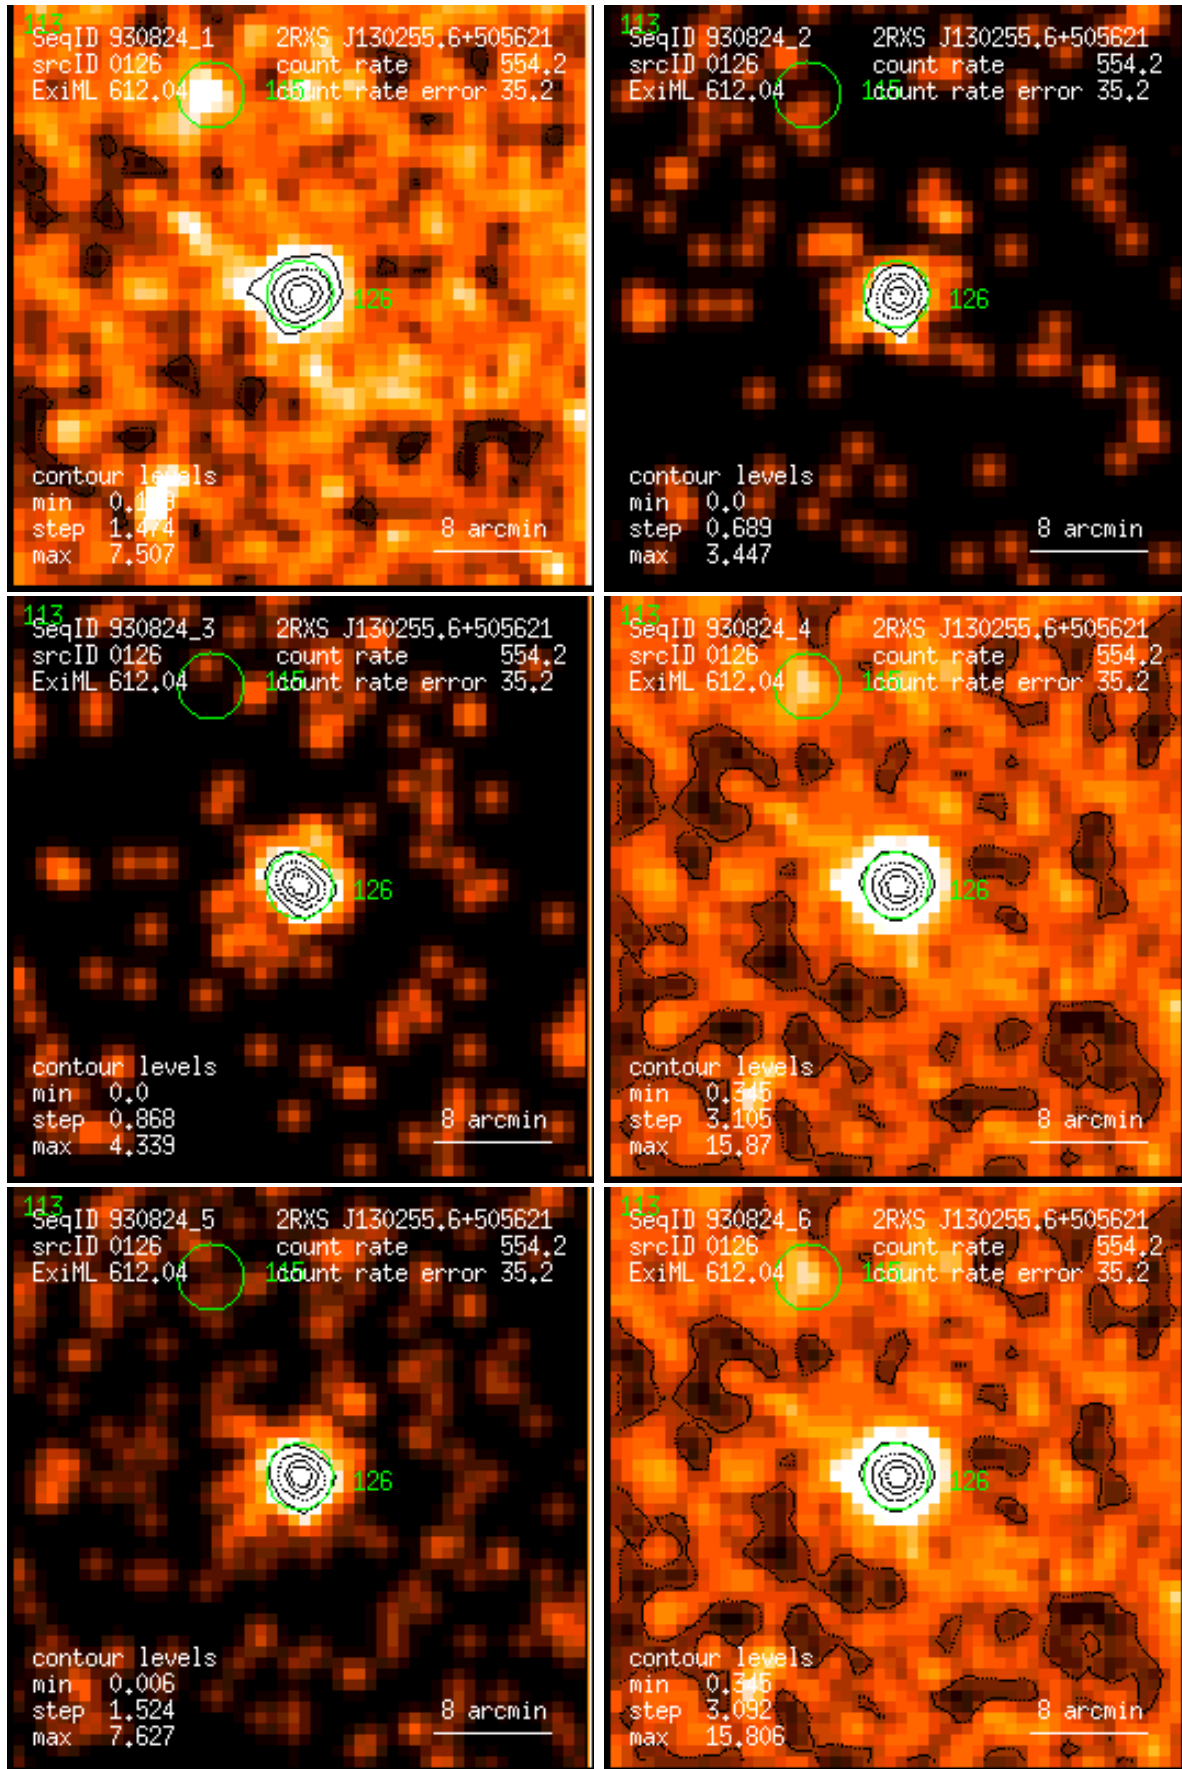 113
SeqID 930824_1 2RXS J130255.6+505621
srcID 0126 count rate 554.2
ExiML 612.04 115 count rate error 35.2
126
contour levels
min 0.
step 1.474 8 arcmin
max 7.507
113
SeqID 930824_2 2RXS J130255.6+505621
srcID 0126 count rate 554.2
ExiML 612.04 115 count rate error 35.2
126
contour levels
min 0.0
step 0.689 8 arcmin
max 3.447
113
SeqID 930824_3 2RXS J130255.6+505621
srcID 0126 count rate 554.2
ExiML 612.04 115 count rate error 35.2
126
contour levels
min 0.0
step 0.868 8 arcmin
max 4.339
113
SeqID 930824_4 2RXS J130255.6+505621
srcID 0126 count rate 554.2
ExiML 612.04 115 count rate error 35.2
126
contour levels
min 0.345
step 3.105 8 arcmin
max 15.87
113
SeqID 930824_5 2RXS J130255.6+505621
srcID 0126 count rate 554.2
ExiML 612.04 115 count rate error 35.2
126
contour levels
min 0.006
step 1.524 8 arcmin
max 7.627
113
SeqID 930824_6 2RXS J130255.6+505621
srcID 0126 count rate 554.2
ExiML 612.04 115 count rate error 35.2
126
contour levels
min 0.345
step 3.092 8 arcmin
max 15.806